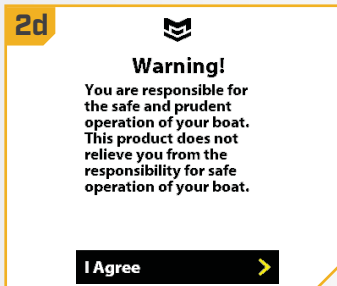 2d
Warning!
You are responsible for
the safe and prudent
operation of your boat.
This product does not
relieve you from the
responsibility for safe
operation of your boat.
I Agree